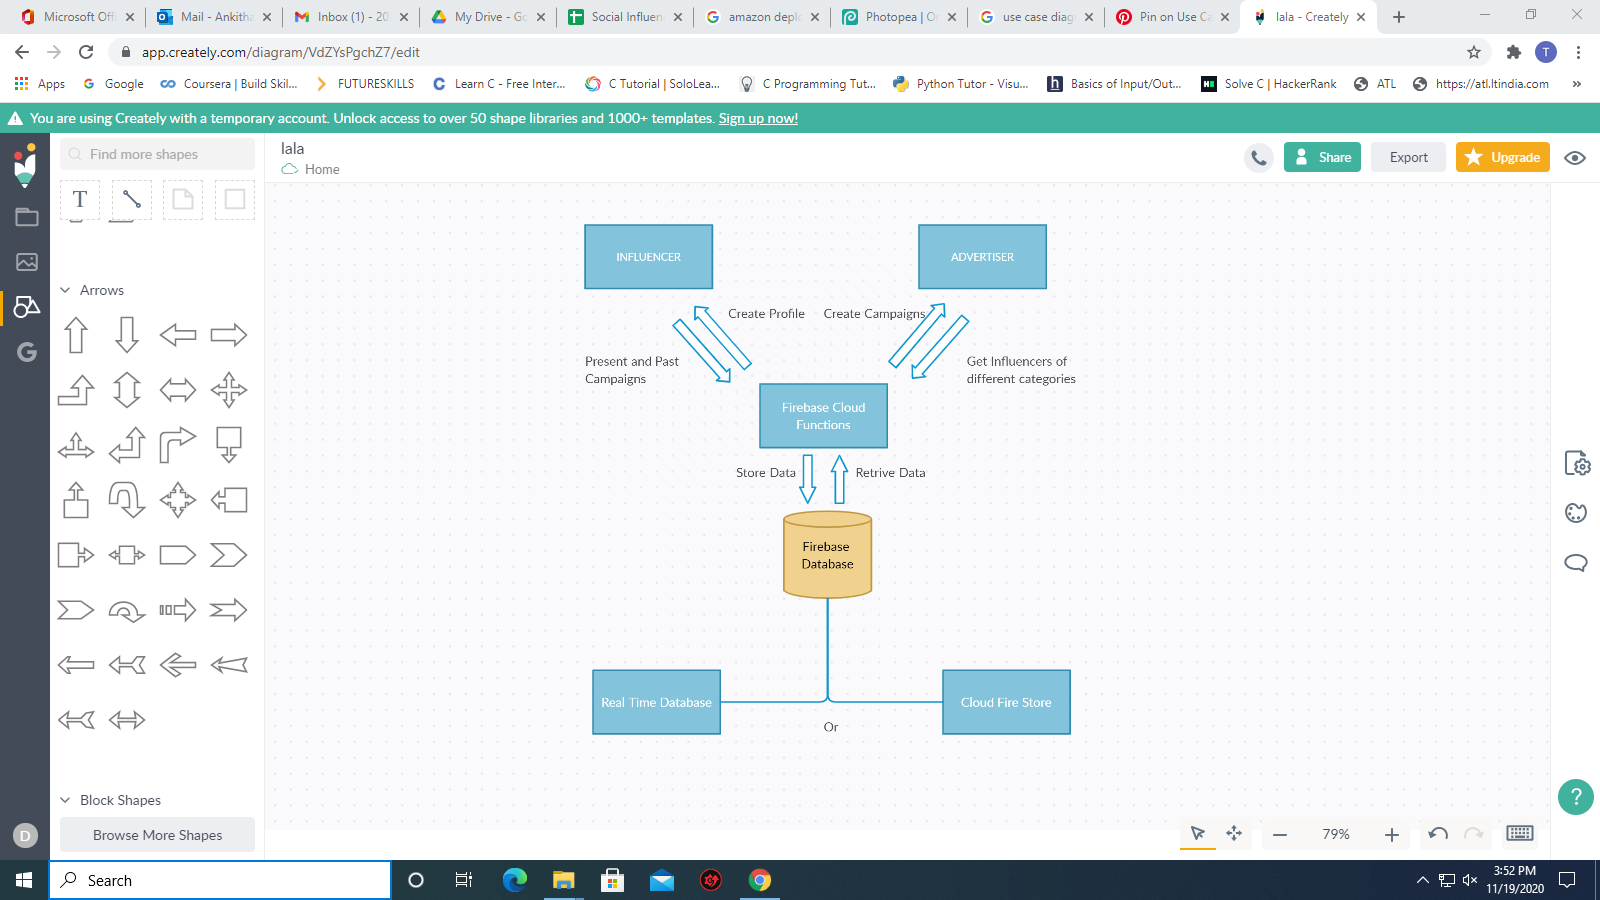 Microsoft Offi
Mail - Ankitha
Inbox (1) - 20
My Drive - Go
Social Influen
amazon deplo
Photopea | O
use case diag
Pin on Use Ca
lala - Creately
app.creately.com/diagram/VdZYsPgchZ7/edit
T
Apps
Google
Coursera | Build Skil...
FUTURESKILLS
Learn C - Free Inter...
C Tutorial | SoloLea...
C Programming Tut...
Python Tutor - Visu...
Basics of Input/Out...
Solve C | HackerRank
ATL
https://atl.ltindia.com
You are using Creately with a temporary account. Unlock access to over 50 shape libraries and 1000+ templates. Sign up now!
Find more shapes
lala
Home
Share
Export
Upgrade
T
Arrows
INFLUENCER
ADVERTISER
Create Profile
Create Campaigns
Present and Past
Campaigns
Get Influencers of
different categories
Firebase Cloud
Functions
Store Data
Retrive Data
Firebase
Database
Real Time Database
Cloud Fire Store
Or
Block Shapes
Browse More Shapes
D
79%
?
Search
3:52 PM
11/19/2020